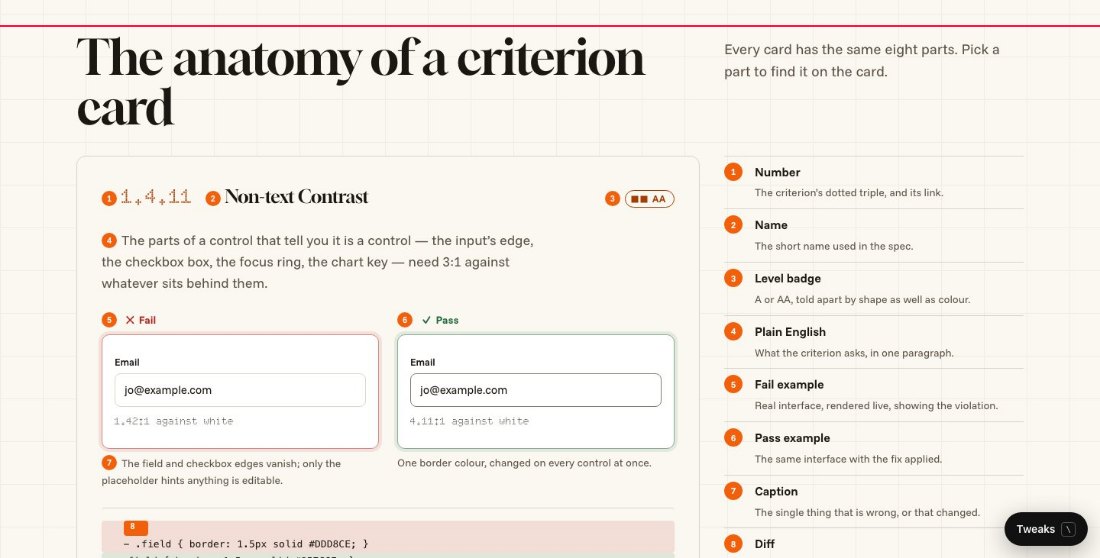 The anatomy of a criterion
card
Every card has the same eight parts. Pick a
part to find it on the card.
1 1.4.11 2 Non-text Contrast 3 AA
4 The parts of a control that tell you it is a control — the input's edge,
the checkbox box, the focus ring, the chart key — need 3:1 against
whatever sits behind them.
5 Fail
Email
jo@example.com
1.42:1 against white
7 The field and checkbox edges vanish; only the
placeholder hints anything is editable.
6 Pass
Email
jo@example.com
4.11:1 against white
One border colour, changed on every control at once.
8
- .field { border: 1.5px solid #DDD8CE; }
1 Number
The criterion's dotted triple, and its link.
2 Name
The short name used in the spec.
3 Level badge
A or AA, told apart by shape as well as colour.
4 Plain English
What the criterion asks, in one paragraph.
5 Fail example
Real interface, rendered live, showing the violation.
6 Pass example
The same interface with the fix applied.
7 Caption
The single thing that is wrong, or that changed.
8 Diff
Tweaks \